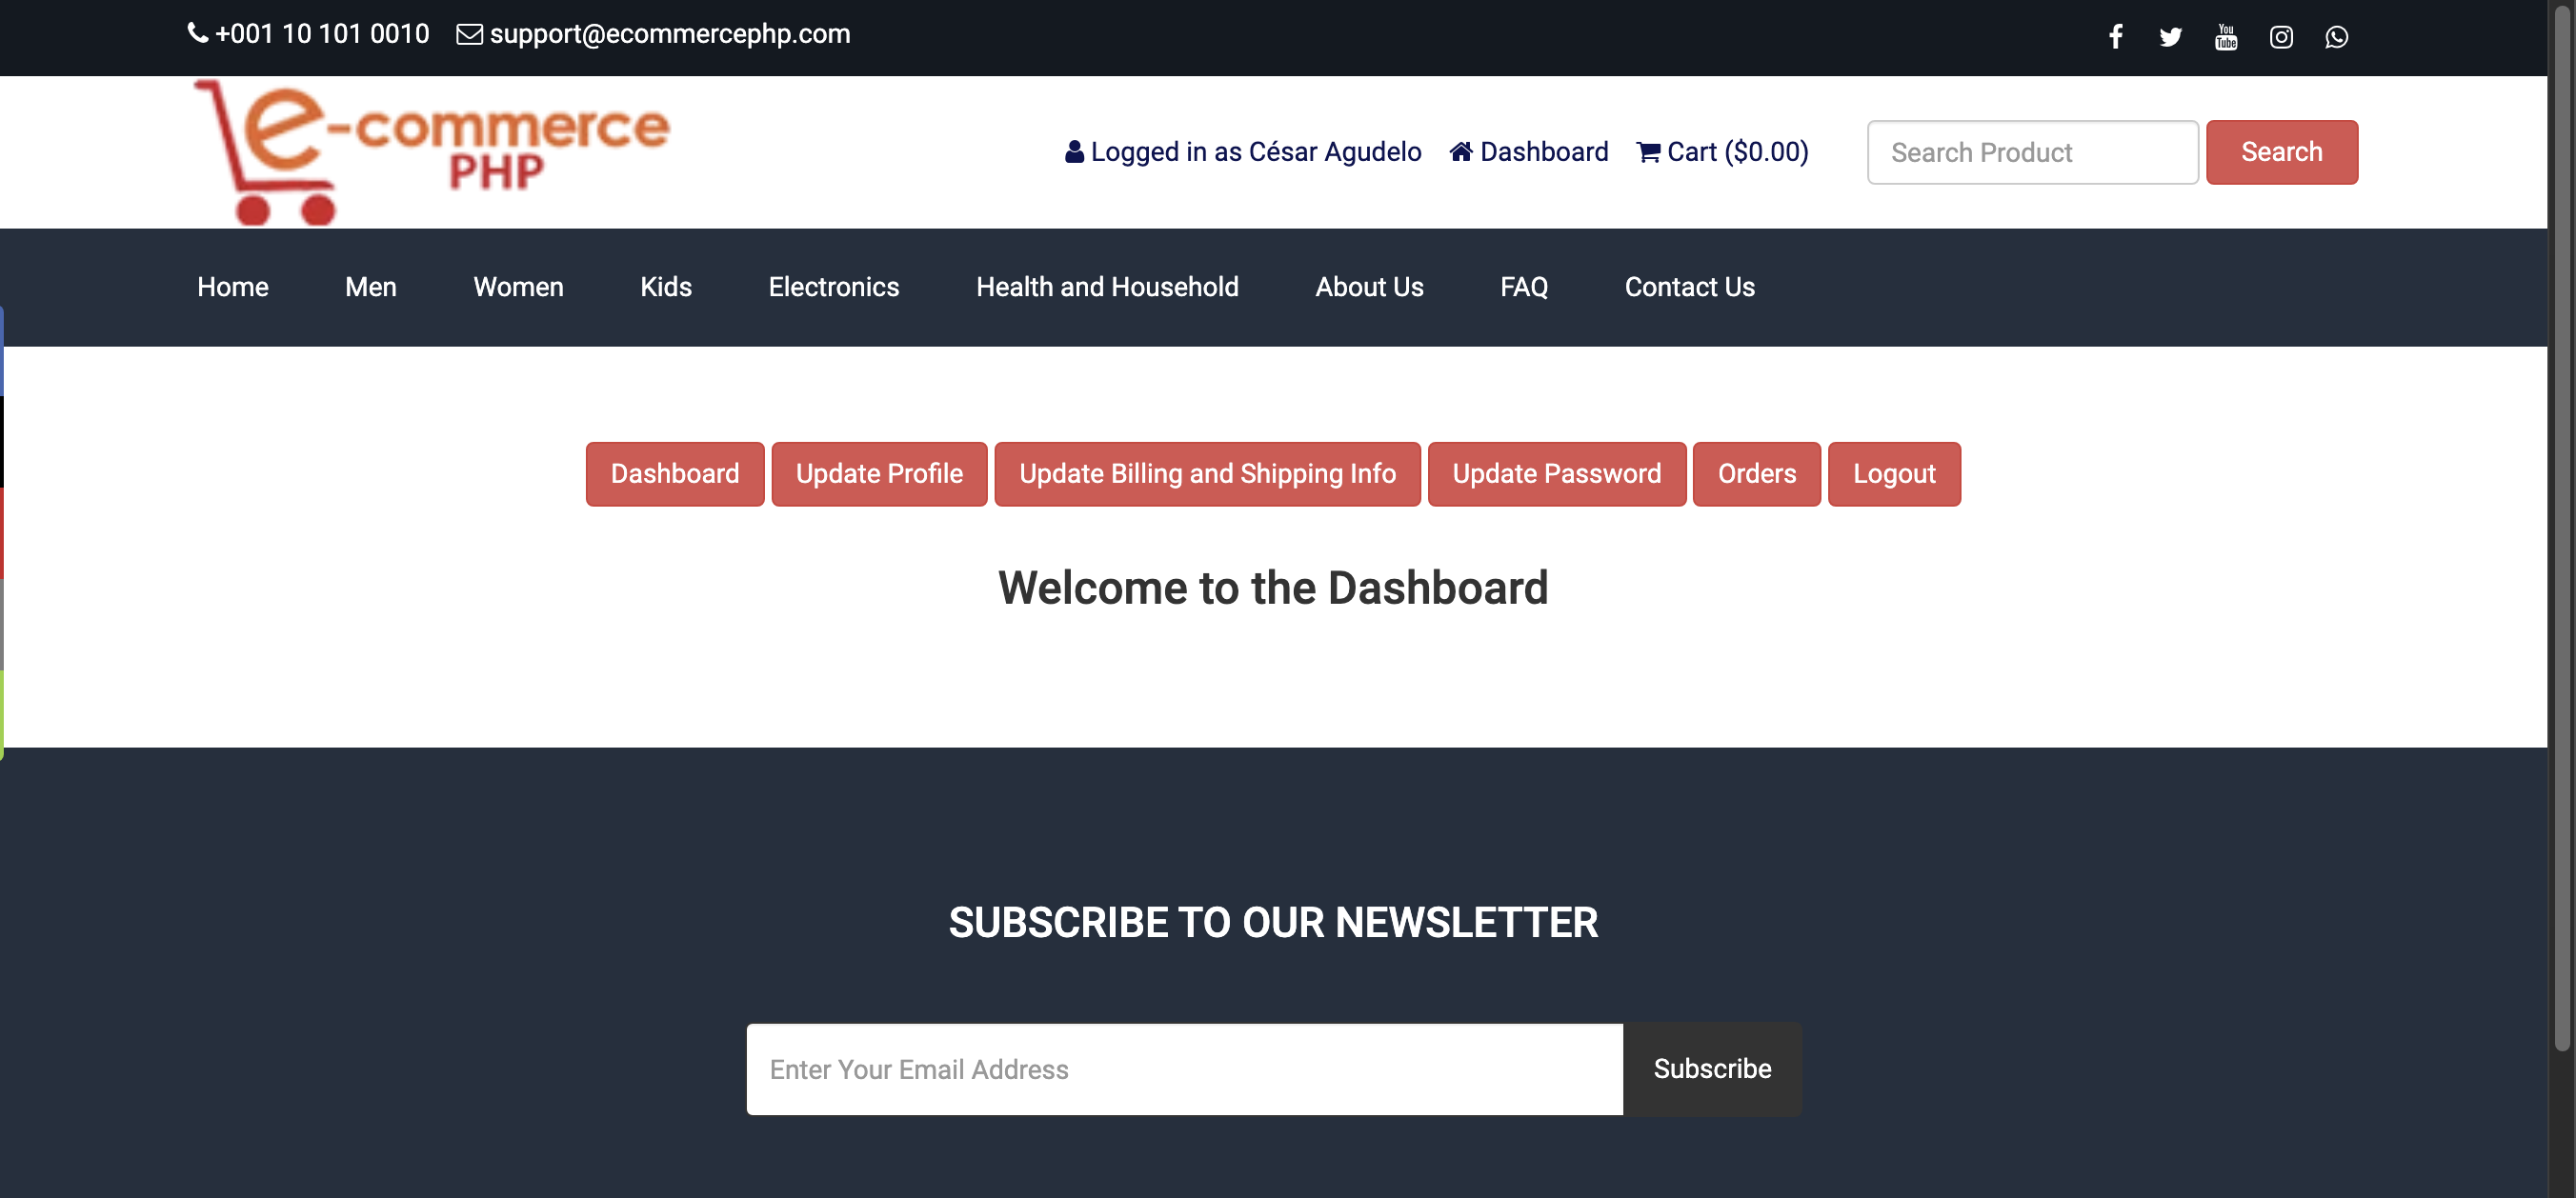 +001 10 101 0010 support@ecommercephp.com
You Tube
e-commerce
PHP
Logged in as César Agudelo Dashboard Cart ($0.00) Search Product Search
Home Men Women Kids Electronics Health and Household About Us FAQ Contact Us
Dashboard Update Profile Update Billing and Shipping Info Update Password Orders Logout
Welcome to the Dashboard
SUBSCRIBE TO OUR NEWSLETTER
Enter Your Email Address Subscribe